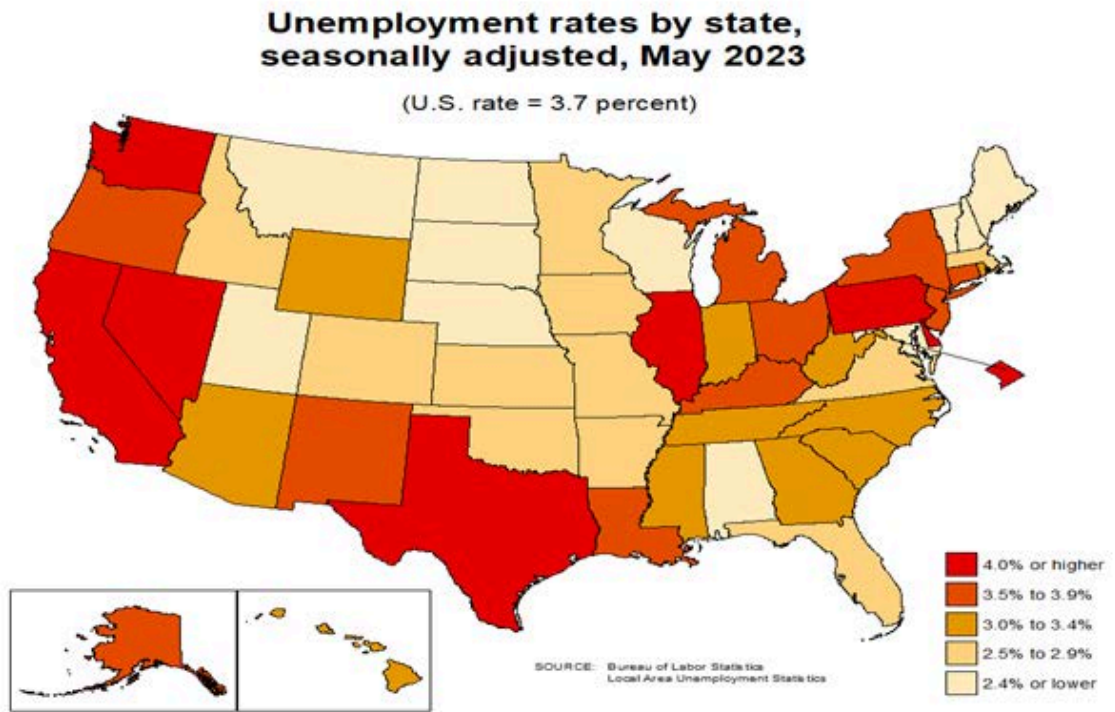 Unemployment rates by state,
seasonally adjusted, May 2023
(U.S. rate = 3.7 percent)
4.0% or higher
3.5% to 3.9%
3.0% to 3.4%
2.5% to 2.9%
2.4% or lower
SOURCE: Bureau of Labor Statistics
Local Area Unemployment Statistics